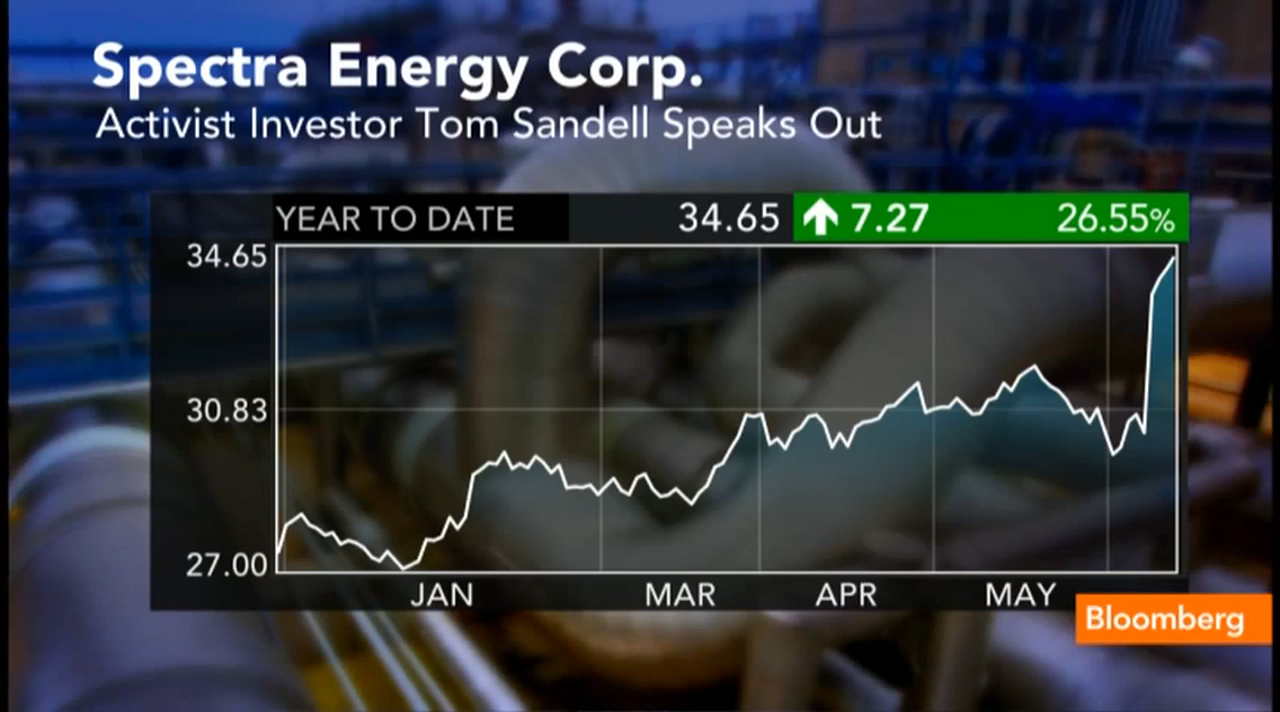 Spectra Energy Corp.
Activist Investor Tom Sandell Speaks Out
YEAR TO DATE 34.65 7.27 26.55%
34.65
30.83
27.00
JAN MAR APR MAY
Bloomberg